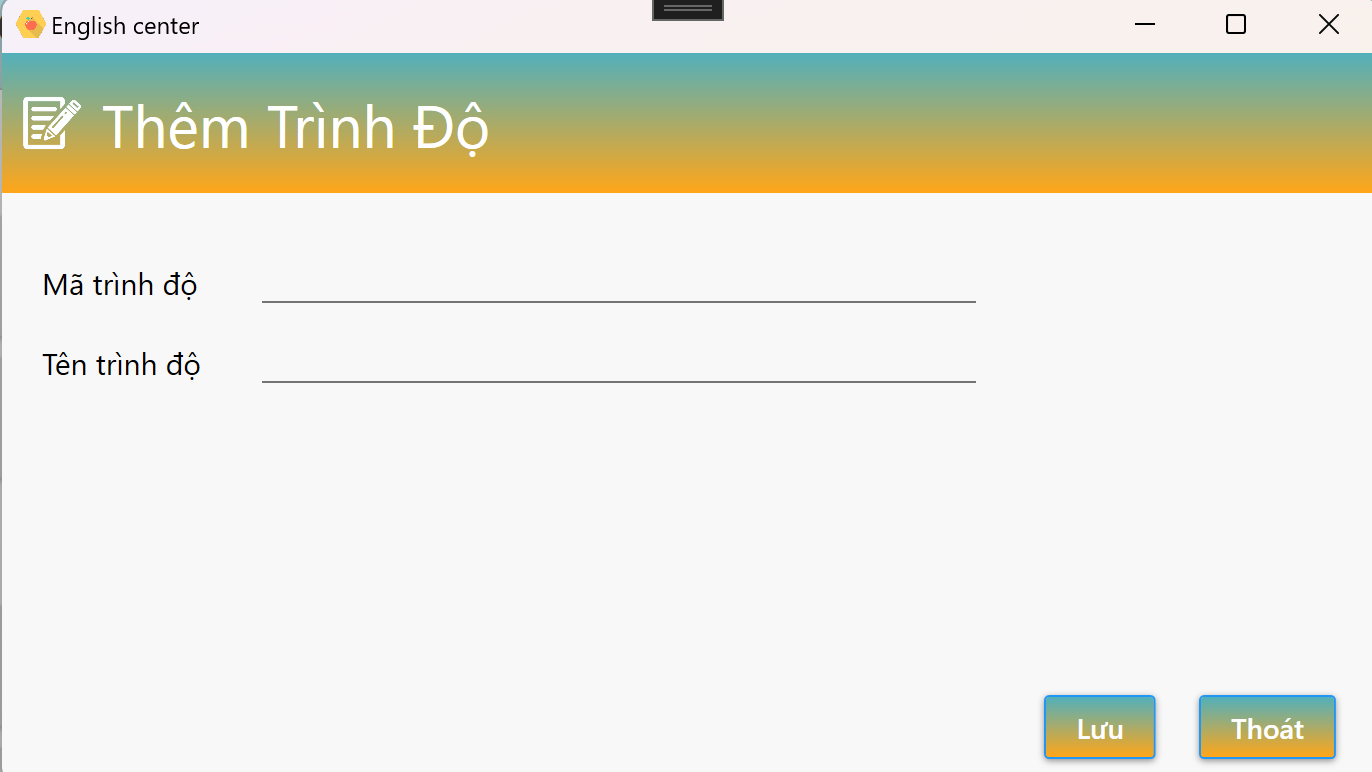 English center
Thêm Trình Độ
Mã trình độ
Tên trình độ
Lưu
Thoát